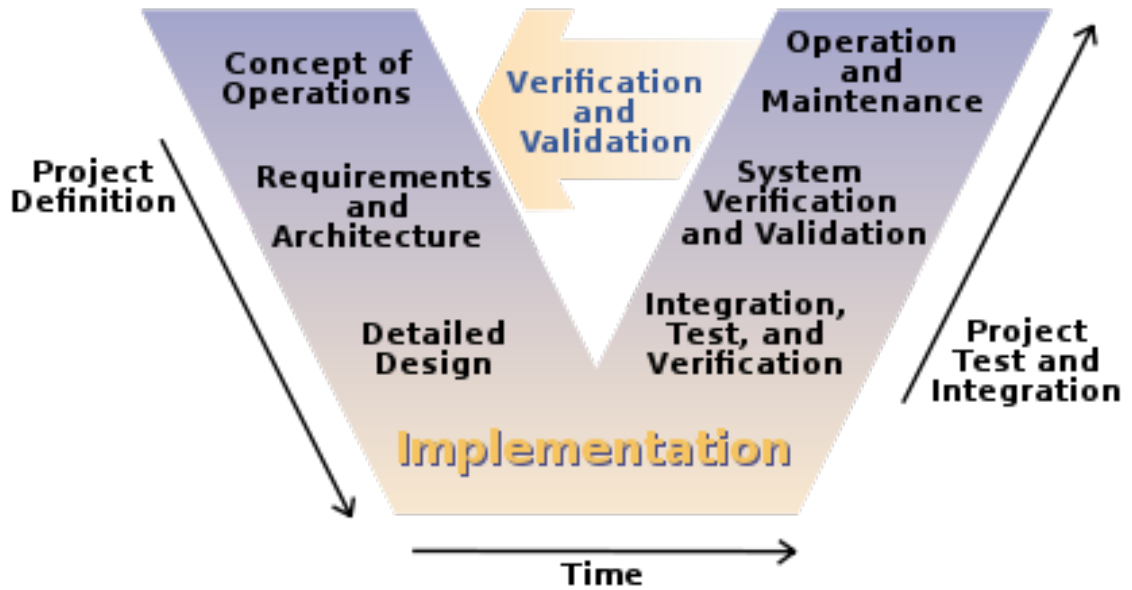 Concept of
Operations
Verification
and
Validation
Operation
and
Maintenance
Project
Definition
Requirements
and
Architecture
System
Verification
and Validation
Detailed
Design
Integration,
Test, and
Verification
Project
Test and
Integration
Implementation
Time